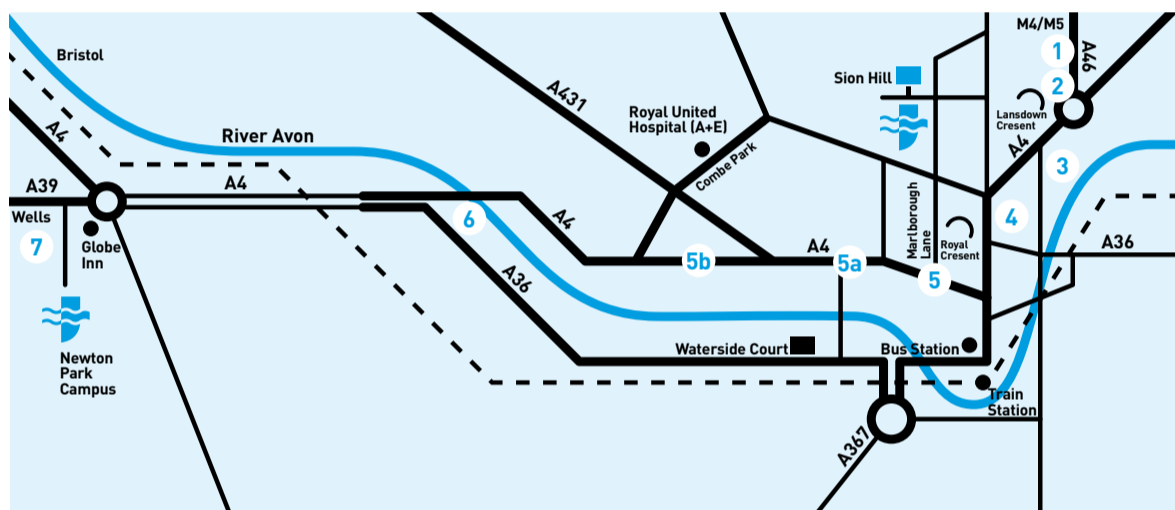 M4/M5
1
A46
2
Bristol
Sion Hill
A431
Lansdown
Cresent
Royal United
Hospital (A+E)
A4
River Avon
A4
3
Combe Park
A39
A4
Marlborough
Lane
4
Wells
6
A4
Royal
Cresent
A36
7
Globe
Inn
5b
A4
5a
5
A36
Newton
Park
Campus
Waterside Court
Bus Station
Train
Station
A367